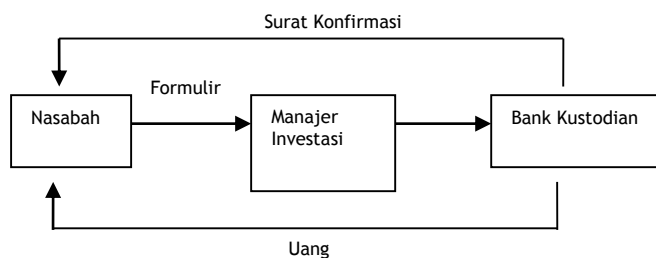 Surat Konfirmasi
Formulir
Nasabah
Manajer
Investasi
Bank Kustodian
Uang